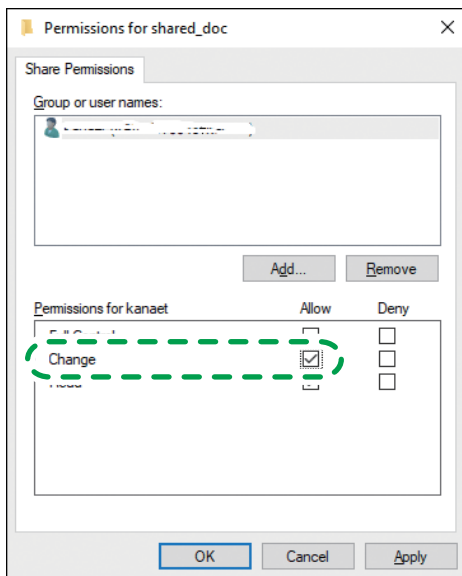 Permissions for shared_doc
Share Permissions
Group or user names:
Add... Remove
Permissions for kanaet Allow Deny
Change
OK Cancel Apply